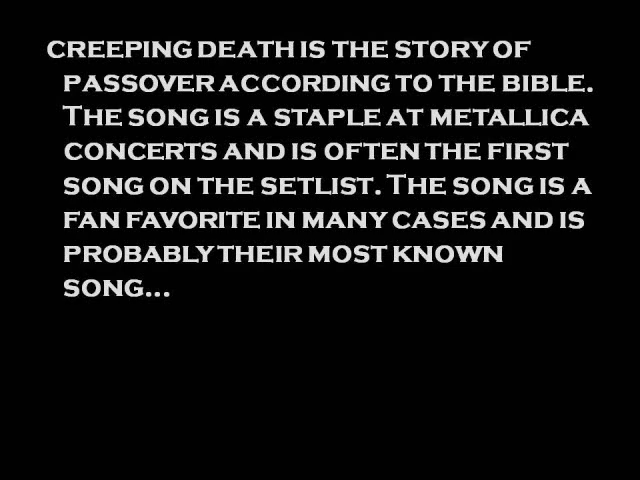 CREEPING DEATH IS THE STORY OF
PASSOVER ACCORDING TO THE BIBLE.
THE SONG IS A STAPLE AT METALLICA
CONCERTS AND IS OFTEN THE FIRST
SONG ON THE SETLIST. THE SONG IS A
FAN FAVORITE IN MANY CASES AND IS
PROBABLY THEIR MOST KNOWN
SONG...